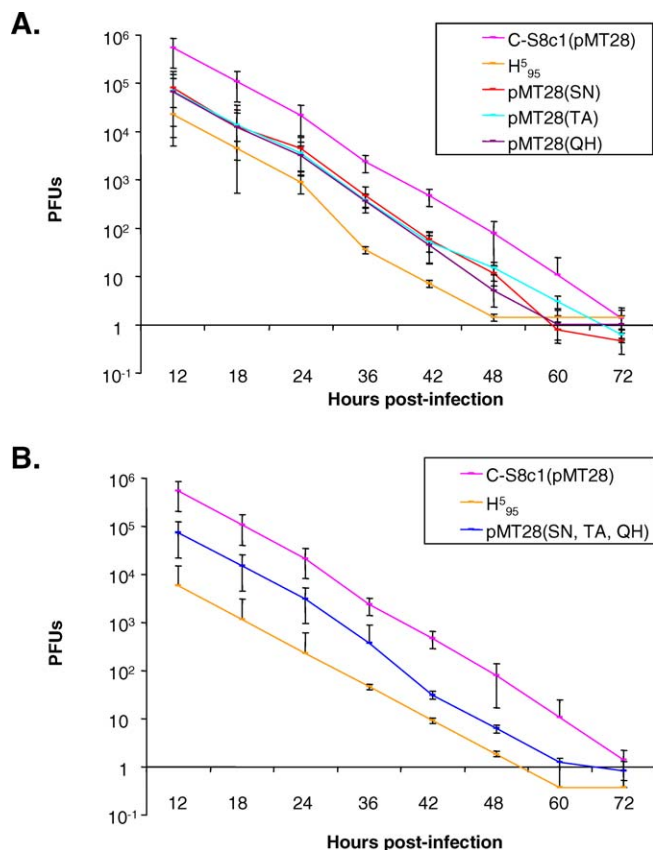 A.
10⁶
10⁵
10⁴
10³
10²
10
1
10⁻¹
PFUs
C-S8c1(pMT28)
H⁵₉₅
pMT28(SN)
pMT28(TA)
pMT28(QH)
12 18 24 36 42 48 60 72
Hours post-infection
B.
10⁶
10⁵
10⁴
10³
10²
10
1
10⁻¹
PFUs
C-S8c1(pMT28)
H⁵₉₅
pMT28(SN, TA, QH)
12 18 24 36 42 48 60 72
Hours post-infection